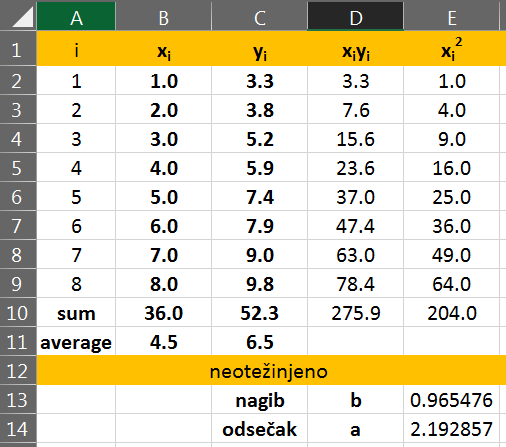 A B C D E
1 i xᵢ yᵢ xᵢyᵢ xᵢ²
2 1 1.0 3.3 3.3 1.0
3 2 2.0 3.8 7.6 4.0
4 3 3.0 5.2 15.6 9.0
5 4 4.0 5.9 23.6 16.0
6 5 5.0 7.4 37.0 25.0
7 6 6.0 7.9 47.4 36.0
8 7 7.0 9.0 63.0 49.0
9 8 8.0 9.8 78.4 64.0
10 sum 36.0 52.3 275.9 204.0
11 average 4.5 6.5
12 neotežinjeno
13 nagib b 0.965476
14 odsečak a 2.192857